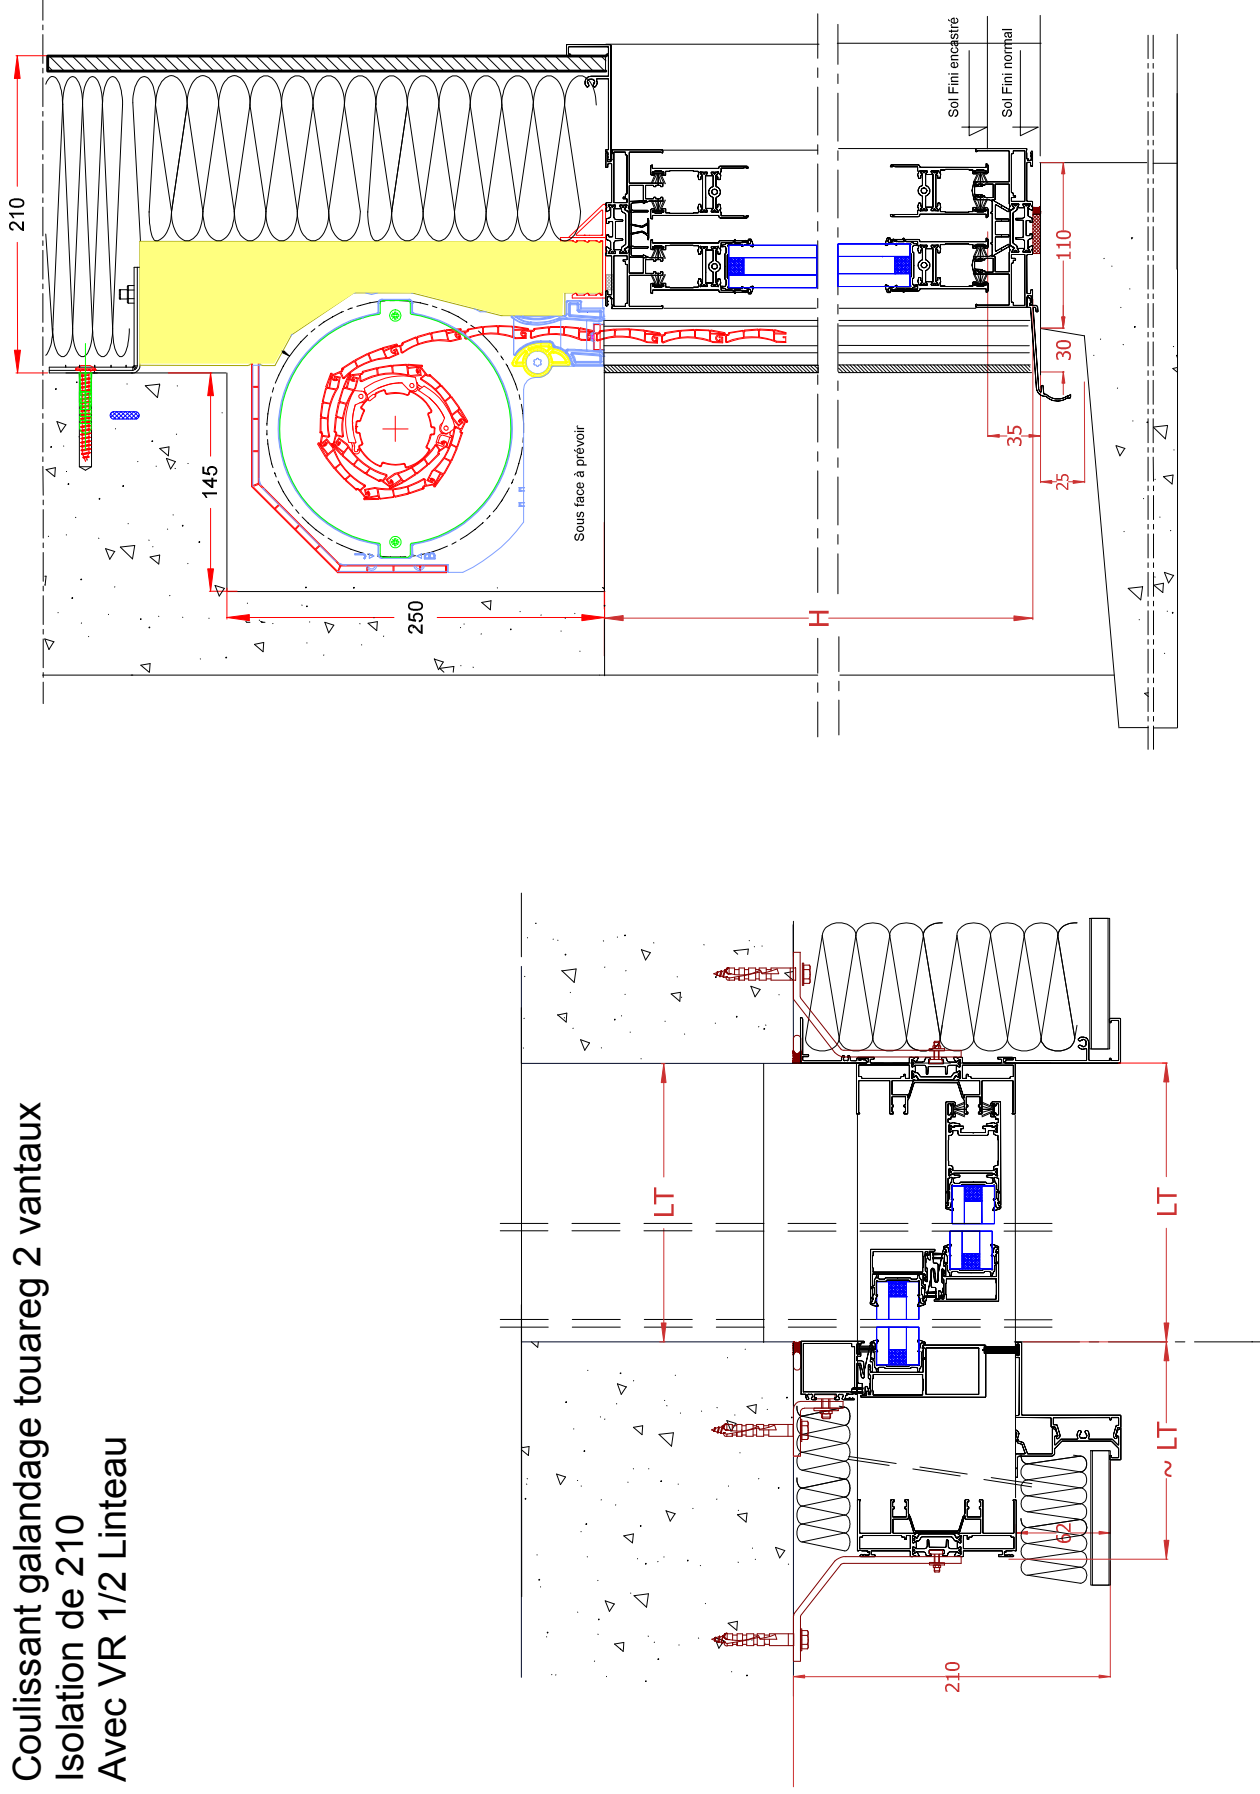 Coulissant galandage touareg 2 vantaux
Isolation de 210
Avec VR 1/2 Linteau
210
145
250
Sous face à prévoir
H
Sol Fini encastré
Sol Fini normal
110
30
35
25
LT
LT
~ LT
62
210